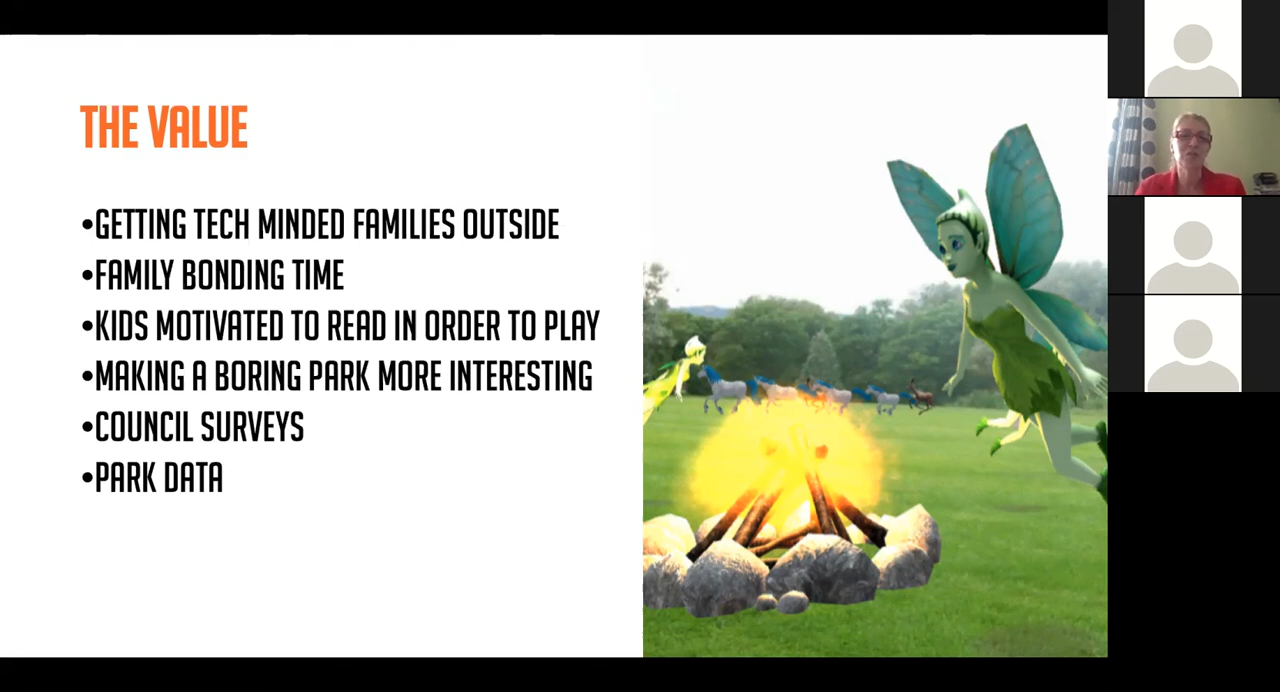 THE VALUE
•GETTING TECH MINDED FAMILIES OUTSIDE
•FAMILY BONDING TIME
•KIDS MOTIVATED TO READ IN ORDER TO PLAY
•MAKING A BORING PARK MORE INTERESTING
•COUNCIL SURVEYS
•PARK DATA